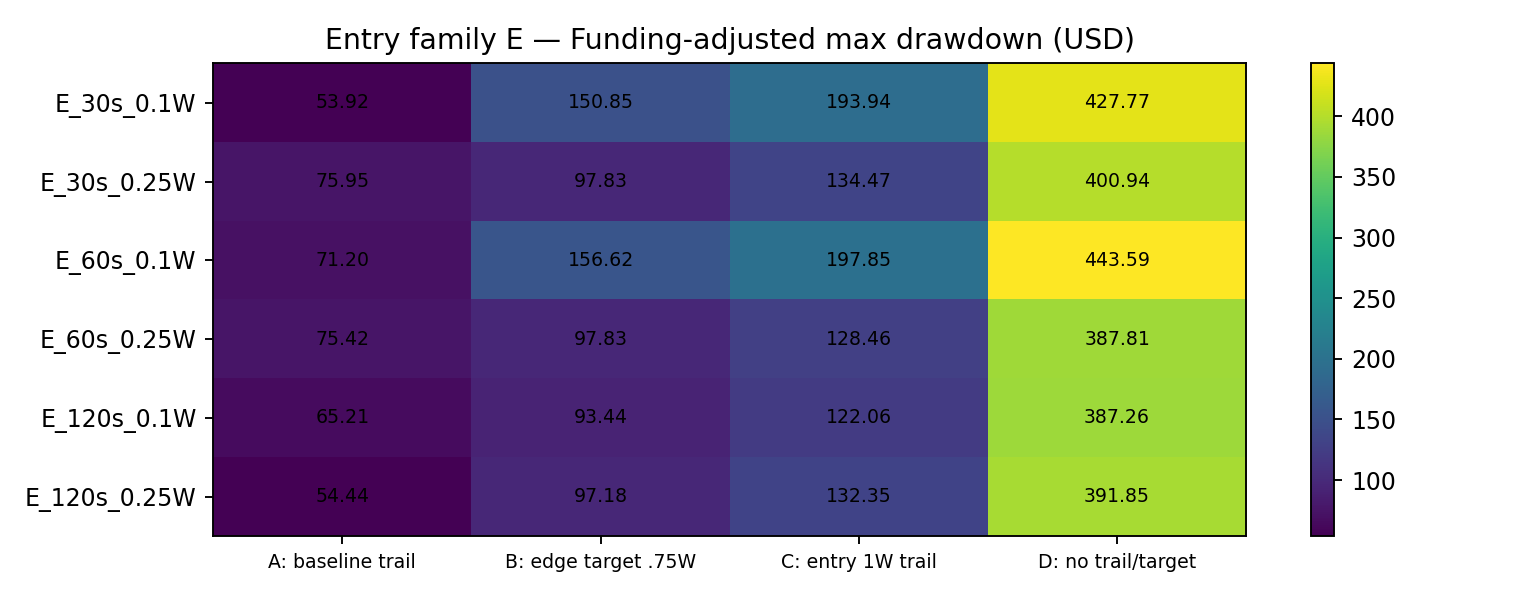 Entry family E — Funding-adjusted max drawdown (USD)
E_30s_0.1W 53.92 150.85 193.94 427.77
E_30s_0.25W 75.95 97.83 134.47 400.94
E_60s_0.1W 71.20 156.62 197.85 443.59
E_60s_0.25W 75.42 97.83 128.46 387.81
E_120s_0.1W 65.21 93.44 122.06 387.26
E_120s_0.25W 54.44 97.18 132.35 391.85
A: baseline trail B: edge target .75W C: entry 1W trail D: no trail/target
400
350
300
250
200
150
100